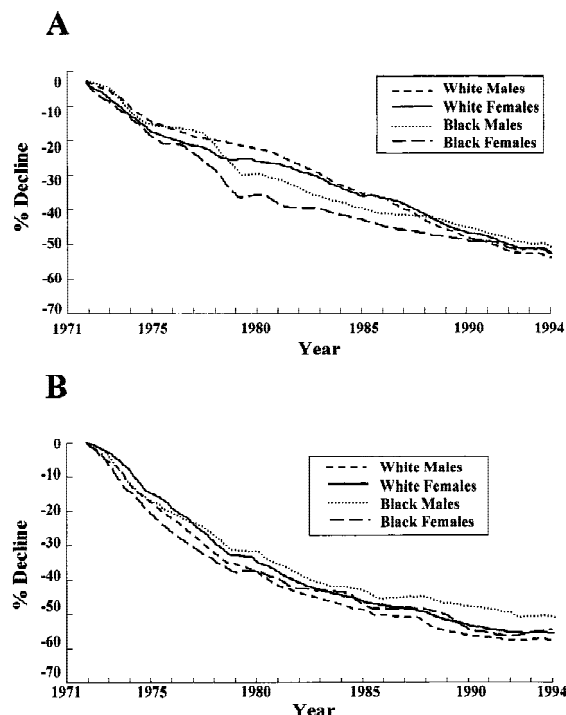 A
0
-10
-20
-30
-40
-50
-60
-70
% Decline
White Males
White Females
Black Males
Black Females
1971 1975 1980 1985 1990 1994
Year
B
0
-10
-20
-30
-40
-50
-60
-70
% Decline
White Males
White Females
Black Males
Black Females
1971 1975 1980 1985 1990 1994
Year